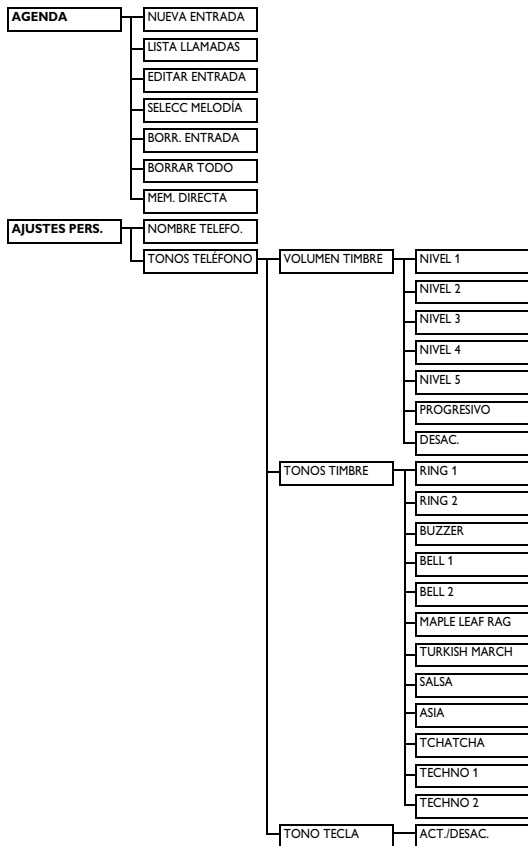 AGENDA NUEVA ENTRADA
LISTA LLAMADAS
EDITAR ENTRADA
SELECC MELODÍA
BORR. ENTRADA
BORRAR TODO
MEM. DIRECTA
AJUSTES PERS. NOMBRE TELEFO.
TONOS TELÉFONO VOLUMEN TIMBRE NIVEL 1
NIVEL 2
NIVEL 3
NIVEL 4
NIVEL 5
PROGRESIVO
DESAC.
TONOS TIMBRE RING 1
RING 2
BUZZER
BELL 1
BELL 2
MAPLE LEAF RAG
TURKISH MARCH
SALSA
ASIA
TCHATCHA
TECHNO 1
TECHNO 2
TONO TECLA ACT./DESAC.